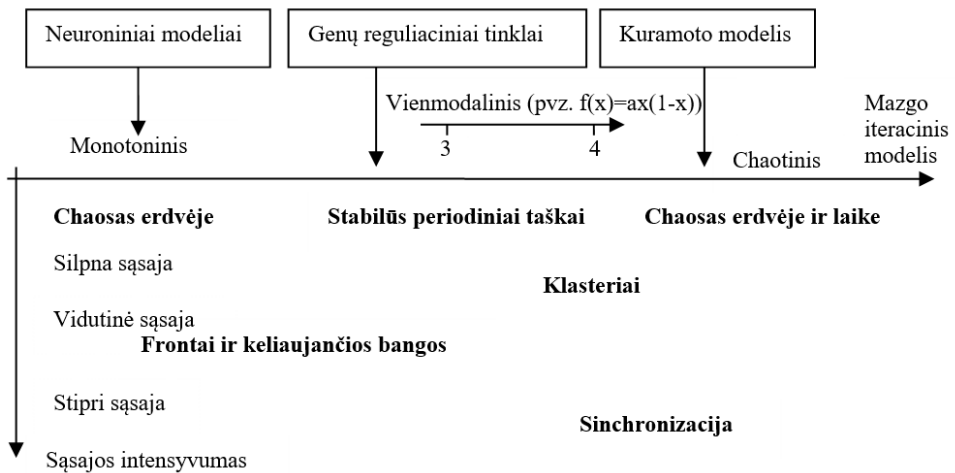 Neuroniniai modeliai
Genų reguliaciniai tinklai
Kuramoto modelis
Vienmodalinis (pvz. f(x)=ax(1-x))
3
4
Mazgo
iteracinis
modelis
Monotoninis
Chaotinis
Chaosas erdvėje
Stabilūs periodiniai taškai
Chaosas erdvėje ir laike
Silpna sąsaja
Klasteriai
Vidutinė sąsaja
Frontai ir keliaujančios bangos
Stipri sąsaja
Sinchronizacija
Sąsajos intensyvumas